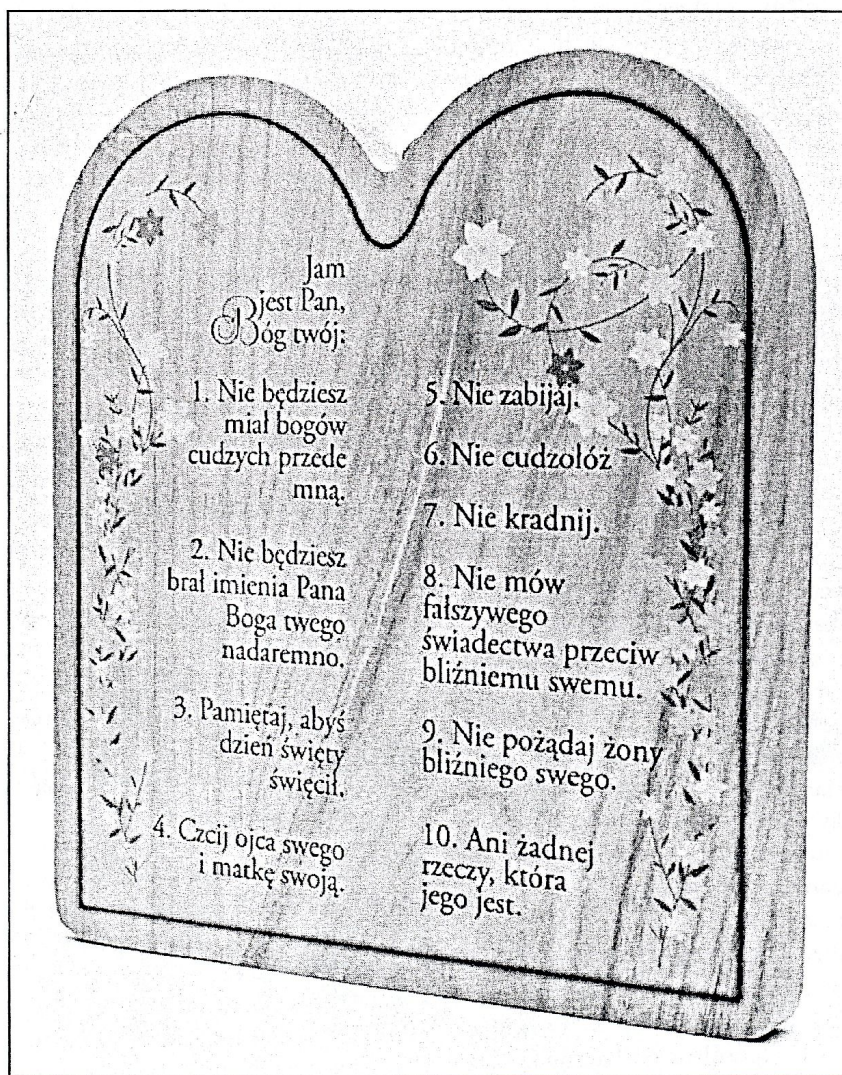 Jam
jest Pan,
Bóg twój:
1. Nie będziesz
miał bogów
cudzych przede
mną.
2. Nie będziesz
brał imienia Pana
Boga twego
nadaremno.
3. Pamiętaj, abyś
dzień święty
święcił.
4. Czcij ojca swego
i matkę swoją.
5. Nie zabijaj.
6. Nie cudzołóż
7. Nie kradnij.
8. Nie mów
fałszywego
świadectwa przeciw
bliźniemu swemu.
9. Nie pożądaj żony
bliźniego swego.
10. Ani żadnej
rzeczy, która
jego jest.